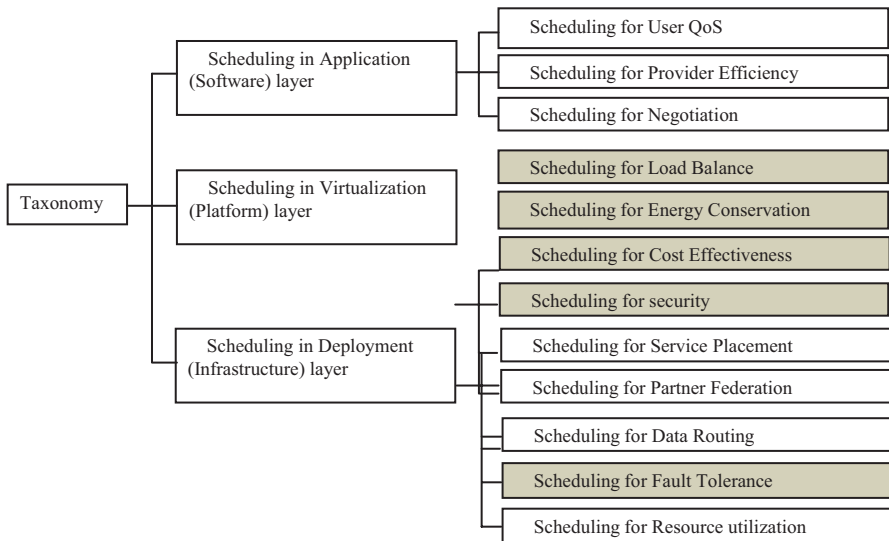 Taxonomy
Scheduling in Application
(Software) layer
Scheduling in Virtualization
(Platform) layer
Scheduling in Deployment
(Infrastructure) layer
Scheduling for User QoS
Scheduling for Provider Efficiency
Scheduling for Negotiation
Scheduling for Load Balance
Scheduling for Energy Conservation
Scheduling for Cost Effectiveness
Scheduling for security
Scheduling for Service Placement
Scheduling for Partner Federation
Scheduling for Data Routing
Scheduling for Fault Tolerance
Scheduling for Resource utilization